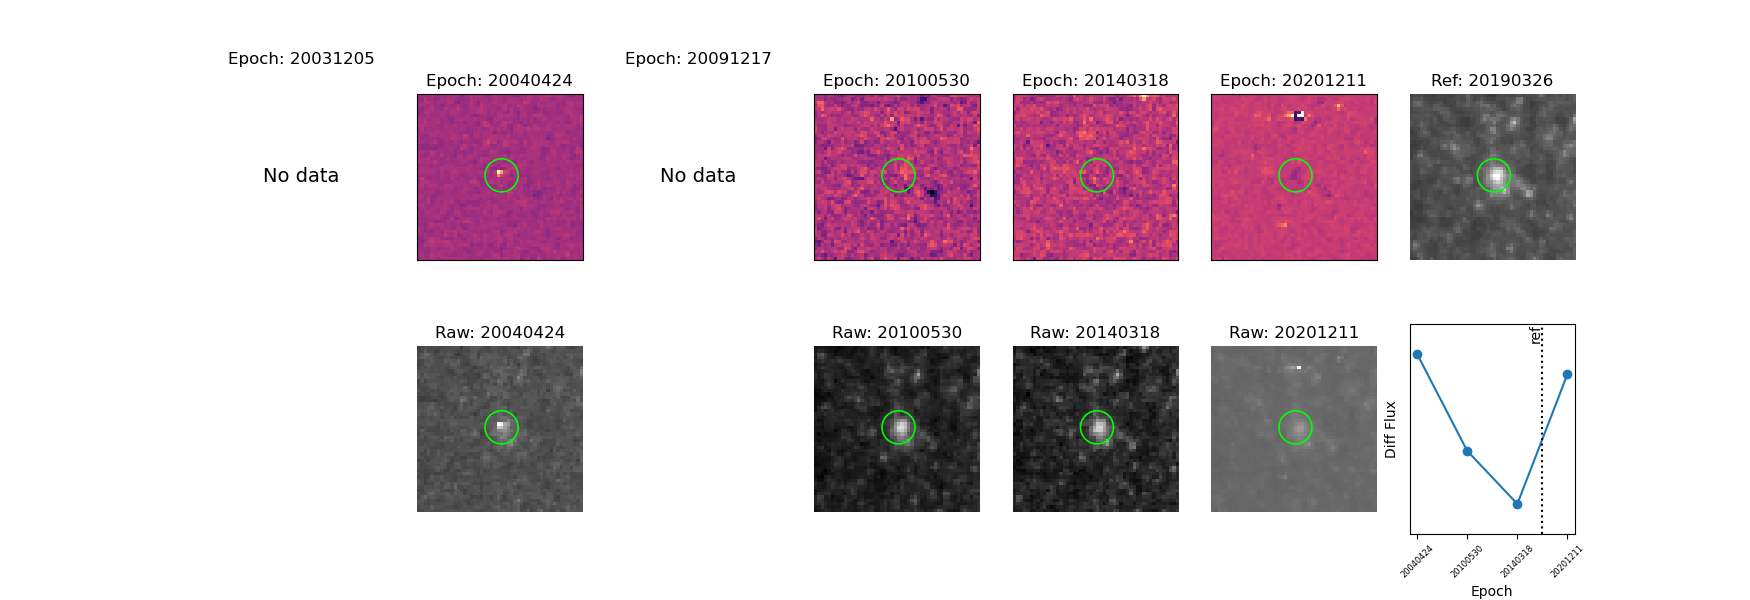 Epoch: 20031205
Epoch: 20040424
Epoch: 20091217
Epoch: 20100530
Epoch: 20140318
Epoch: 20201211
Ref: 20190326
No data
No data
Raw: 20040424
Raw: 20100530
Raw: 20140318
Raw: 20201211
ref
Diff Flux
20040424
20100530
20140318
20201211
Epoch